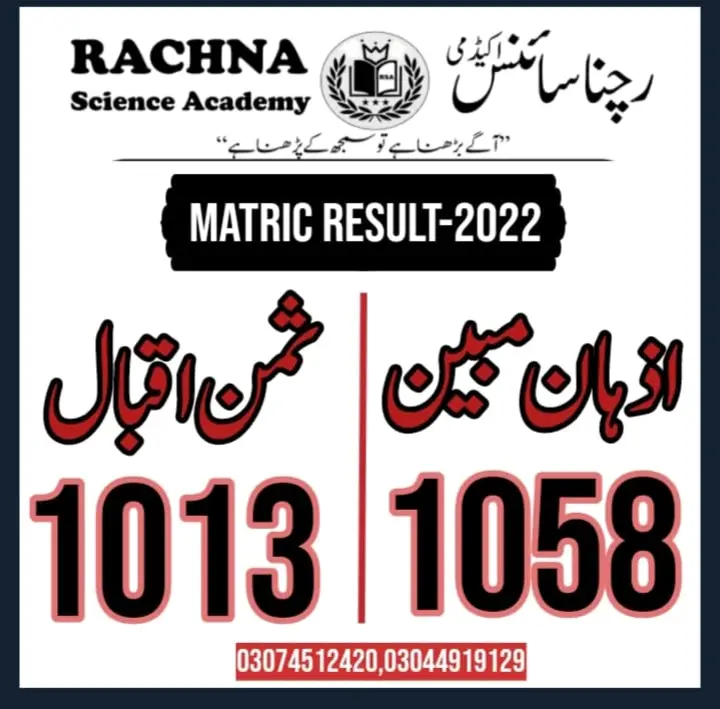 RACHNA
Science Academy
RSA
رچنا سائنس اکیڈمی
”آگے بڑھنا ہے تو سمجھ کے پڑھنا ہے“
MATRIC RESULT-2022
اذہان مبین
1058
ثمن اقبال
1013
03074512420,03044919129